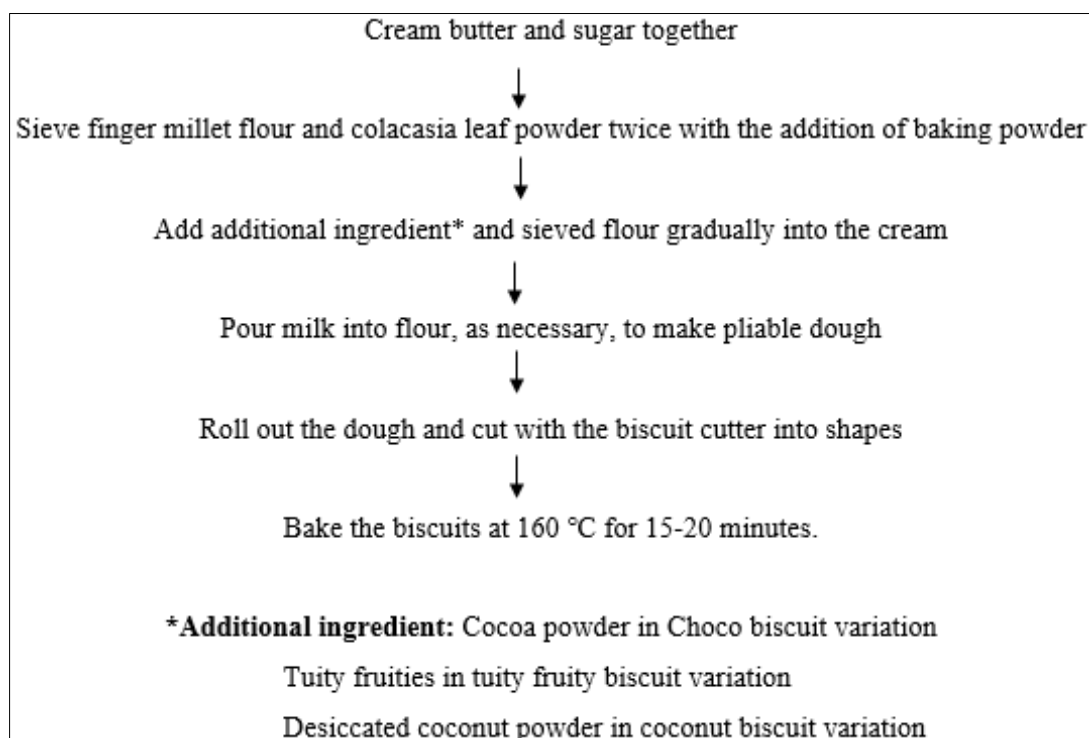 Cream butter and sugar together
Sieve finger millet flour and colacasia leaf powder twice with the addition of baking powder
Add additional ingredient* and sieved flour gradually into the cream
Pour milk into flour, as necessary, to make pliable dough
Roll out the dough and cut with the biscuit cutter into shapes
Bake the biscuits at 160 °C for 15-20 minutes.
*Additional ingredient: Cocoa powder in Choco biscuit variation
Tuity fruities in tuity fruity biscuit variation
Desiccated coconut powder in coconut biscuit variation